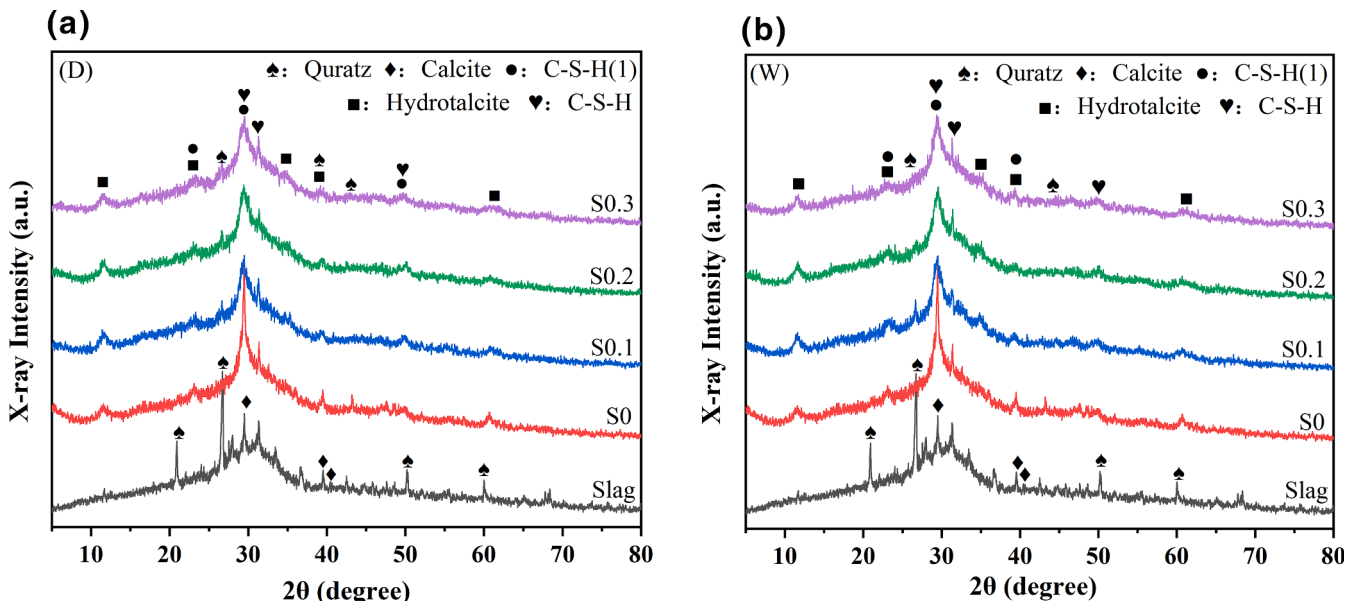 (a)
(D)
♠: Quratz ♦: Calcite ●: C-S-H(1)
■: Hydrotalcite ♥: C-S-H
S0.3
S0.2
S0.1
S0
Slag
X-ray Intensity (a.u.)
10 20 30 40 50 60 70 80
2θ (degree)
(b)
(W)
♠: Quratz ♦: Calcite ●: C-S-H(1)
■: Hydrotalcite ♥: C-S-H
S0.3
S0.2
S0.1
S0
Slag
X-ray Intensity (a.u.)
10 20 30 40 50 60 70 80
2θ (degree)